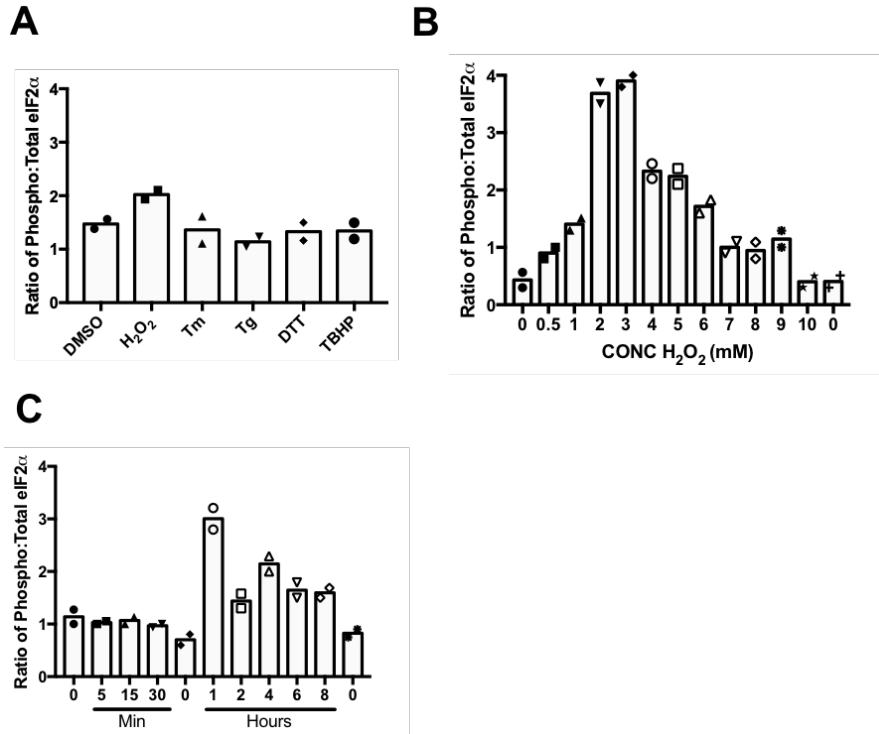 A
Ratio of Phospho:Total eIF2α
4
3
2
1
0
DMSO H₂O₂ Tm Tg DTT TBHP
B
Ratio of Phospho:Total eIF2α
4
3
2
1
0
0 0.5 1 2 3 4 5 6 7 8 9 10 0
CONC H₂O₂ (mM)
C
Ratio of Phospho:Total eIF2α
4
3
2
1
0
0 5 15 30 0 1 2 4 6 8 0
Min Hours